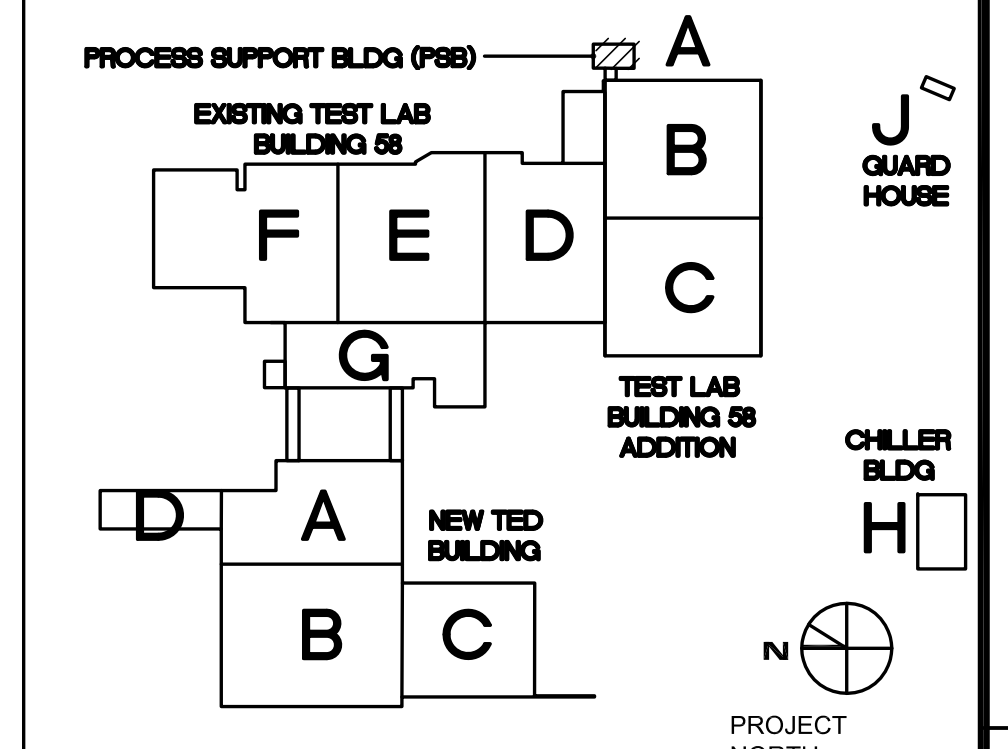 A
PROCESS SUPPORT BLDG (PSB)
EXISTING TEST LAB
BUILDING 58
B
J
GUARD
HOUSE
F
E
D
C
G
TEST LAB
BUILDING 58
ADDITION
CHILLER
BLDG
H
D
A
NEW TED
BUILDING
B
C
N
PROJECT
NORTH